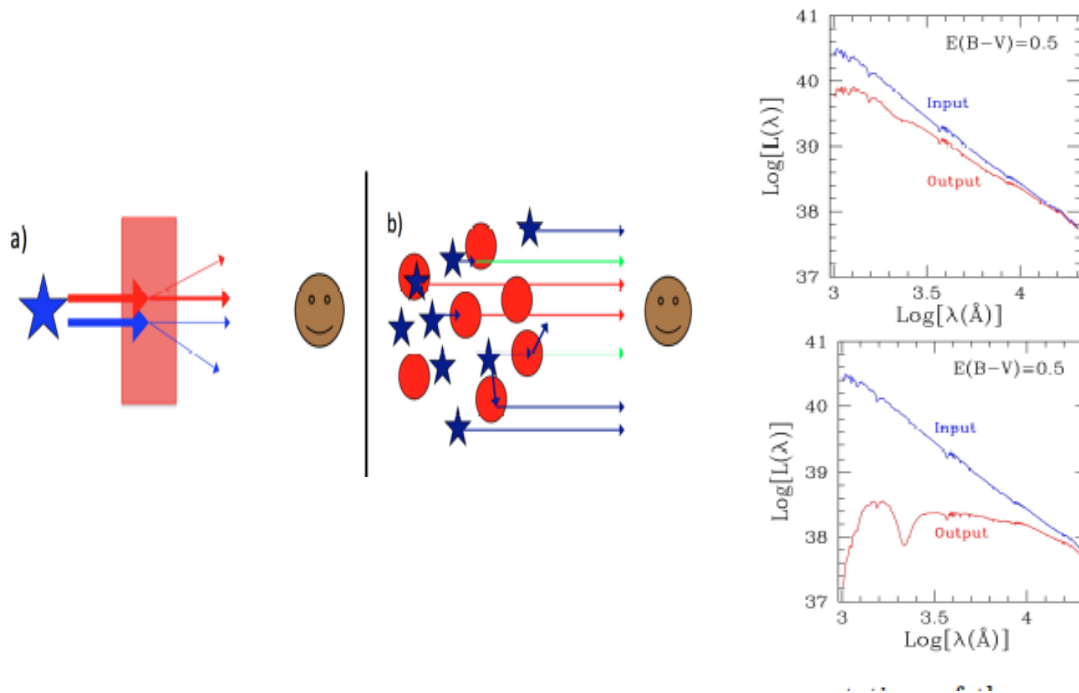 a)
b)
41
40
39
38
37
Log[L(λ)]
E(B−V)=0.5
Input
Output
3
3.5
4
Log[λ(Å)]
41
40
39
38
37
Log[L(λ)]
E(B−V)=0.5
Input
Output
3
3.5
4
Log[λ(Å)]